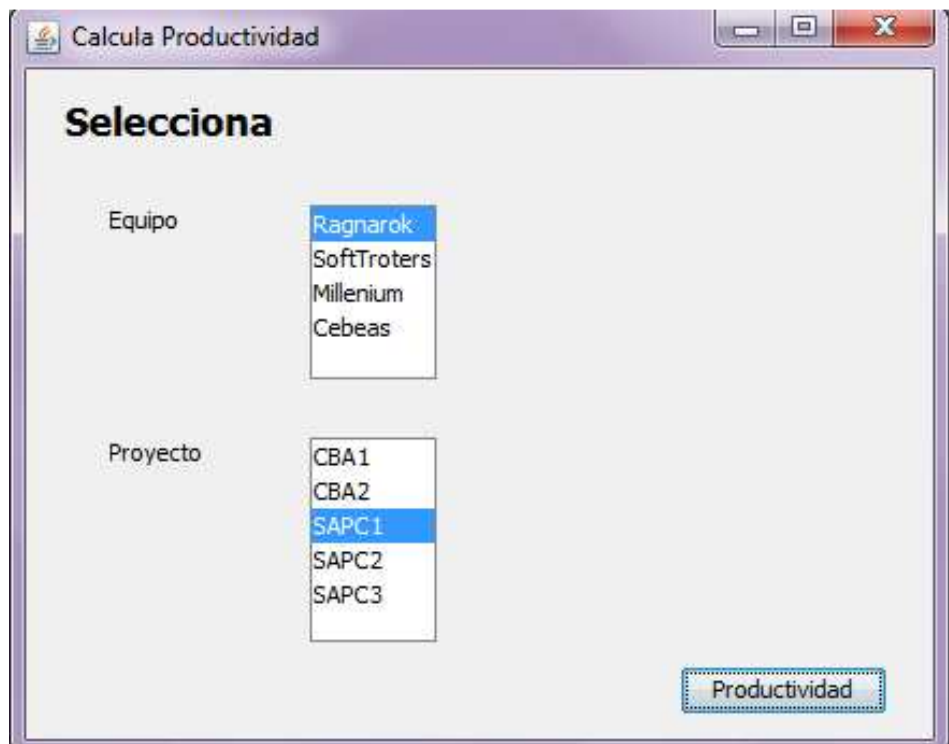 Calcula Productividad
Selecciona
Equipo
Ragnarok
SoftTroters
Millenium
Cebeas
Proyecto
CBA1
CBA2
SAPC1
SAPC2
SAPC3
Productividad